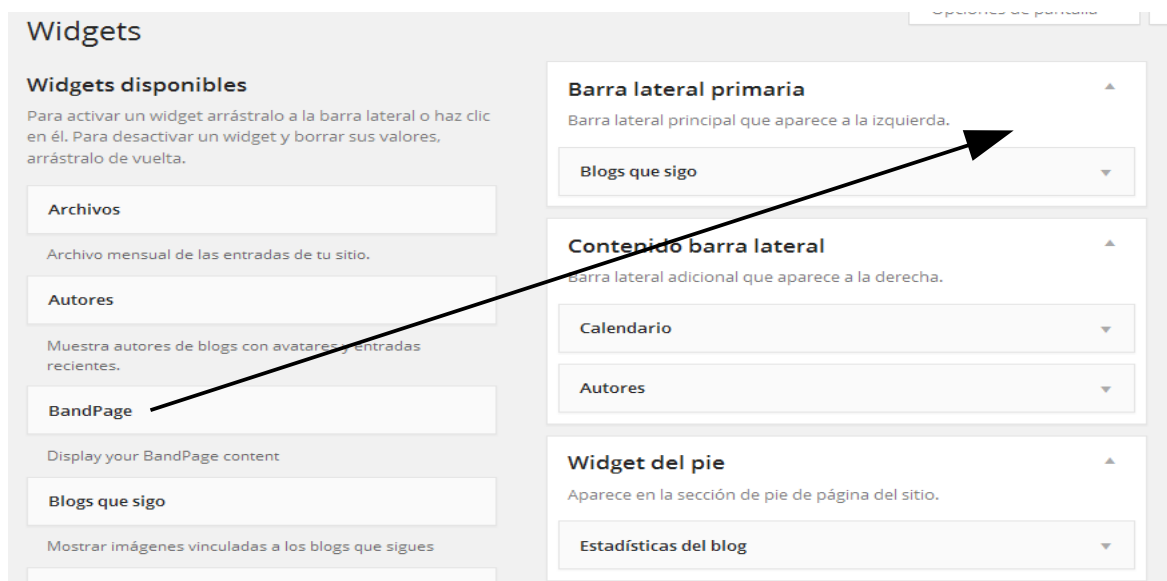 Opciones de pantalla
Widgets
Widgets disponibles
Para activar un widget arrástralo a la barra lateral o haz clic
en él. Para desactivar un widget y borrar sus valores,
arrástralo de vuelta.
Archivos
Archivo mensual de las entradas de tu sitio.
Autores
Muestra autores de blogs con avatares y entradas
recientes.
BandPage
Display your BandPage content
Blogs que sigo
Mostrar imágenes vinculadas a los blogs que sigues
Barra lateral primaria
Barra lateral principal que aparece a la izquierda.
Blogs que sigo
Contenido barra lateral
Barra lateral adicional que aparece a la derecha.
Calendario
Autores
Widget del pie
Aparece en la sección de pie de página del sitio.
Estadísticas del blog